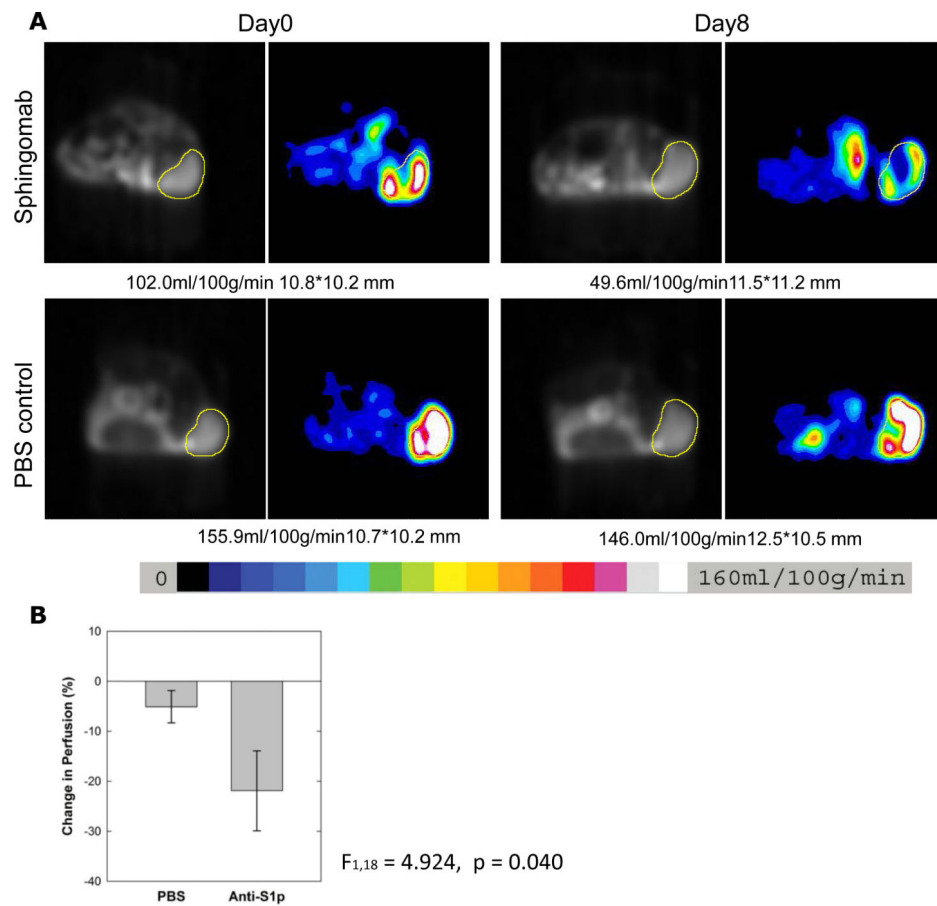 A
Day0
Day8
Sphingomab
102.0ml/100g/min 10.8*10.2 mm
49.6ml/100g/min11.5*11.2 mm
PBS control
155.9ml/100g/min10.7*10.2 mm
146.0ml/100g/min12.5*10.5 mm
0
160ml/100g/min
B
Change in Perfusion (%)
10
0
-10
-20
-30
-40
PBS
Anti-S1p
F1,18 = 4.924, p = 0.040